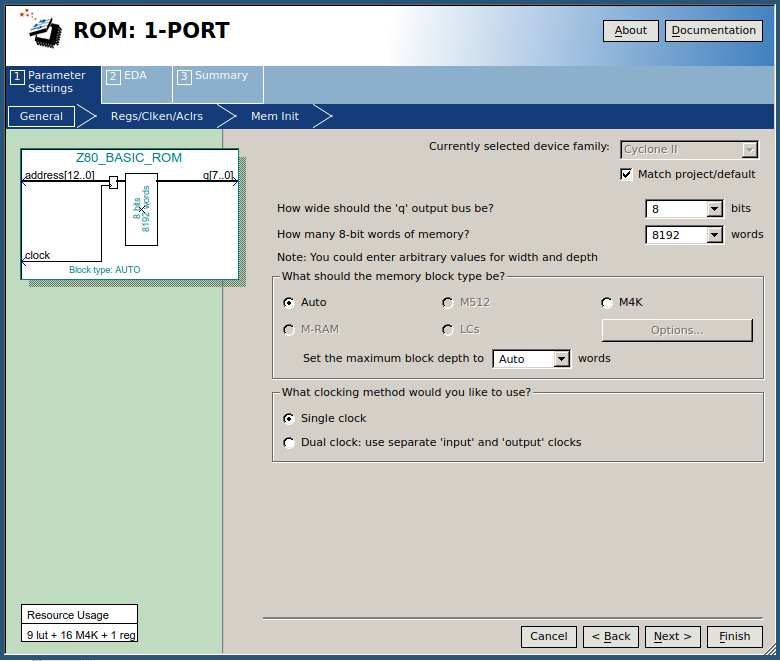 ROM: 1-PORT
About
Documentation
1 Parameter Settings
2 EDA
3 Summary
General
Regs/Clken/Aclrs
Mem Init
Z80_BASIC_ROM
address[12..0]
q[7..0]
8 bits
8192 words
clock
Block type: AUTO
Currently selected device family:
Cyclone II
Match project/default
How wide should the 'q' output bus be?
8
bits
How many 8-bit words of memory?
8192
words
Note: You could enter arbitrary values for width and depth
What should the memory block type be?
Auto
M512
M4K
M-RAM
LCs
Options...
Set the maximum block depth to
Auto
words
What clocking method would you like to use?
Single clock
Dual clock: use separate 'input' and 'output' clocks
Resource Usage
9 lut + 16 M4K + 1 reg
Cancel
< Back
Next >
Finish